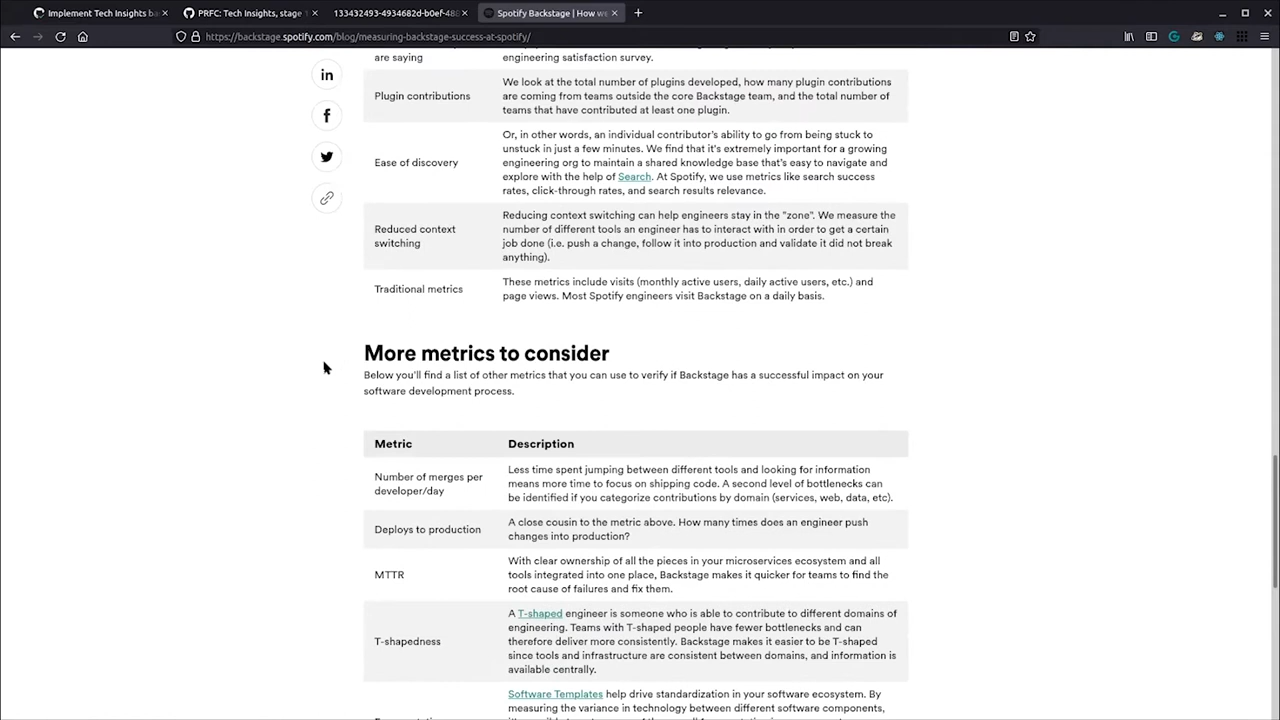 Implement Tech Insights ba
PRFC: Tech Insights, stage
133432493-4934682d-b0ef-488
Spotify Backstage | How we
https://backstage.spotify.com/blog/measuring-backstage-success-at-spotify/
are saying
engineering satisfaction survey.
Plugin contributions
We look at the total number of plugins developed, how many plugin contributions
are coming from teams outside the core Backstage team, and the total number of
teams that have contributed at least one plugin.
Ease of discovery
Or, in other words, an individual contributor's ability to go from being stuck to
unstuck in just a few minutes. We find that it's extremely important for a growing
engineering org to maintain a shared knowledge base that's easy to navigate and
explore with the help of Search. At Spotify, we use metrics like search success
rates, click-through rates, and search results relevance.
Reduced context
switching
Reducing context switching can help engineers stay in the "zone". We measure the
number of different tools an engineer has to interact with in order to get a certain
job done (i.e. push a change, follow it into production and validate it did not break
anything).
Traditional metrics
These metrics include visits (monthly active users, daily active users, etc.) and
page views. Most Spotify engineers visit Backstage on a daily basis.
More metrics to consider
Below you'll find a list of other metrics that you can use to verify if Backstage has a successful impact on your
software development process.
Metric
Description
Number of merges per
developer/day
Less time spent jumping between different tools and looking for information
means more time to focus on shipping code. A second level of bottlenecks can
be identified if you categorize contributions by domain (services, web, data, etc).
Deploys to production
A close cousin to the metric above. How many times does an engineer push
changes into production?
MTTR
With clear ownership of all the pieces in your microservices ecosystem and all
tools integrated into one place, Backstage makes it quicker for teams to find the
root cause of failures and fix them.
T-shapedness
A T-shaped engineer is someone who is able to contribute to different domains of
engineering. Teams with T-shaped people have fewer bottlenecks and can
therefore deliver more consistently. Backstage makes it easier to be T-shaped
since tools and infrastructure are consistent between domains, and information is
available centrally.
Software Templates help drive standardization in your software ecosystem. By
measuring the variance in technology between different software components,